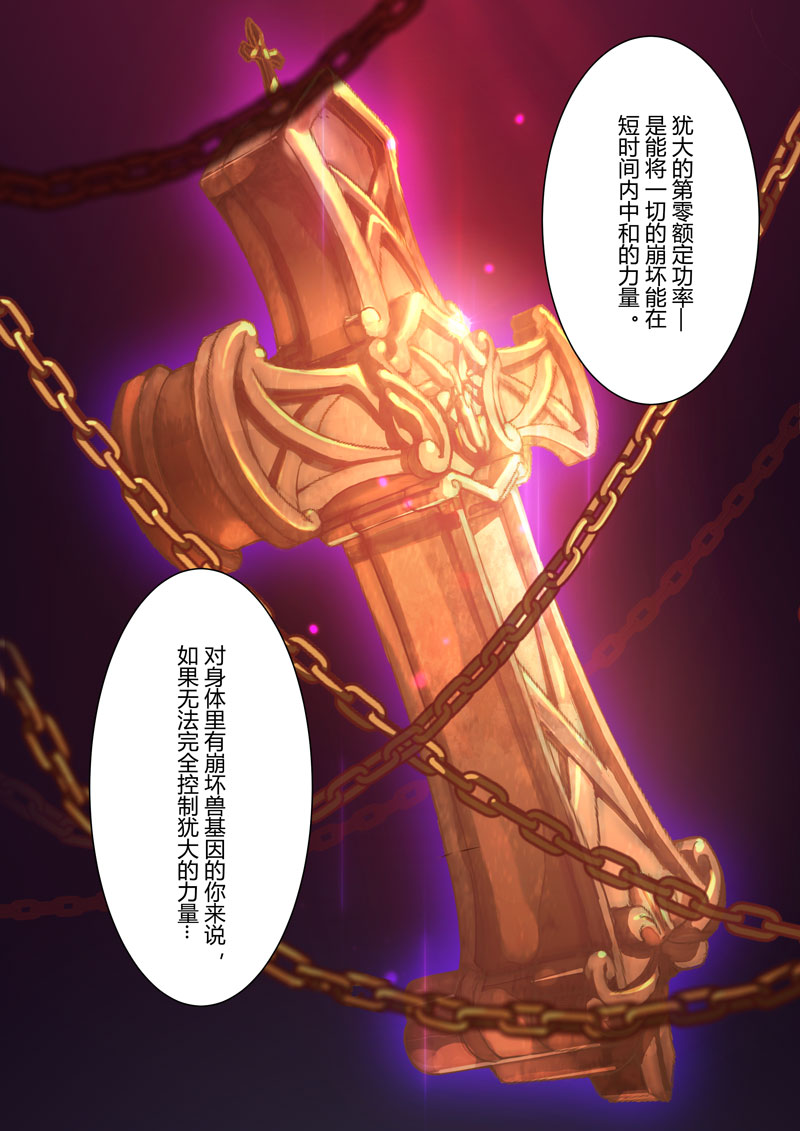 犹大的第零额定功率—
是能将一切的崩坏能在
短时间内中和的力量。
对身体里有崩坏兽基因的你来说，
如果无法完全控制犹大的力量…